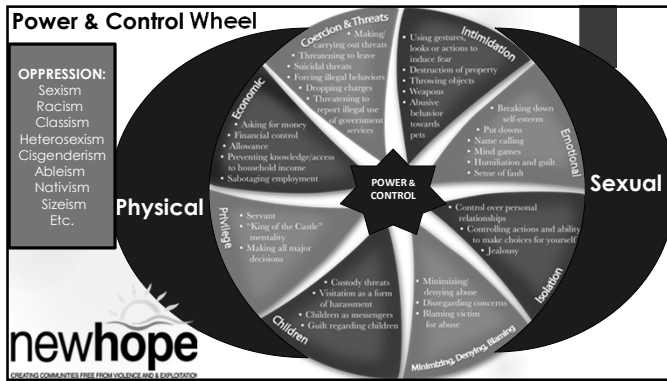 Power & Control Wheel
OPPRESSION:
Sexism
Racism
Classism
Heterosexism
Cisgenderism
Ableism
Nativism
Sizeism
Etc.
Physical
Sexual
POWER &
CONTROL
Coercion & Threats
• Making/
carrying out threats
• Threatening to leave
• Suicidal threats
• Forcing illegal behaviors
• Dropping charges
• Threatening to
report illegal use
of government
services
Intimidation
• Using gestures,
looks or actions to
induce fear
• Destruction of property
• Throwing objects
• Weapons
• Abusive
behavior
towards
pets
Emotional
• Breaking down
self-esteem
• Put downs
• Name calling
• Mind games
• Humiliation and guilt
• Sense of fault
Isolation
• Control over personal
relationships
• Controlling actions and ability
to make choices for yourself
• Jealousy
Minimizing, Denying, Blaming
• Minimizing/
denying abuse
• Disregarding concerns
• Blaming victim
for abuse
Children
• Custody threats
• Visitation as a form
of harassment
• Children as messengers
• Guilt regarding children
Privilege
• Servant
• "King of the Castle"
mentality
• Making all major
decisions
Economic
• Asking for money
• Financial control
• Allowance
• Preventing knowledge/access
to household income
• Sabotaging employment
newhope
CREATING COMMUNITIES FREE FROM VIOLENCE AND & EXPLOITATION